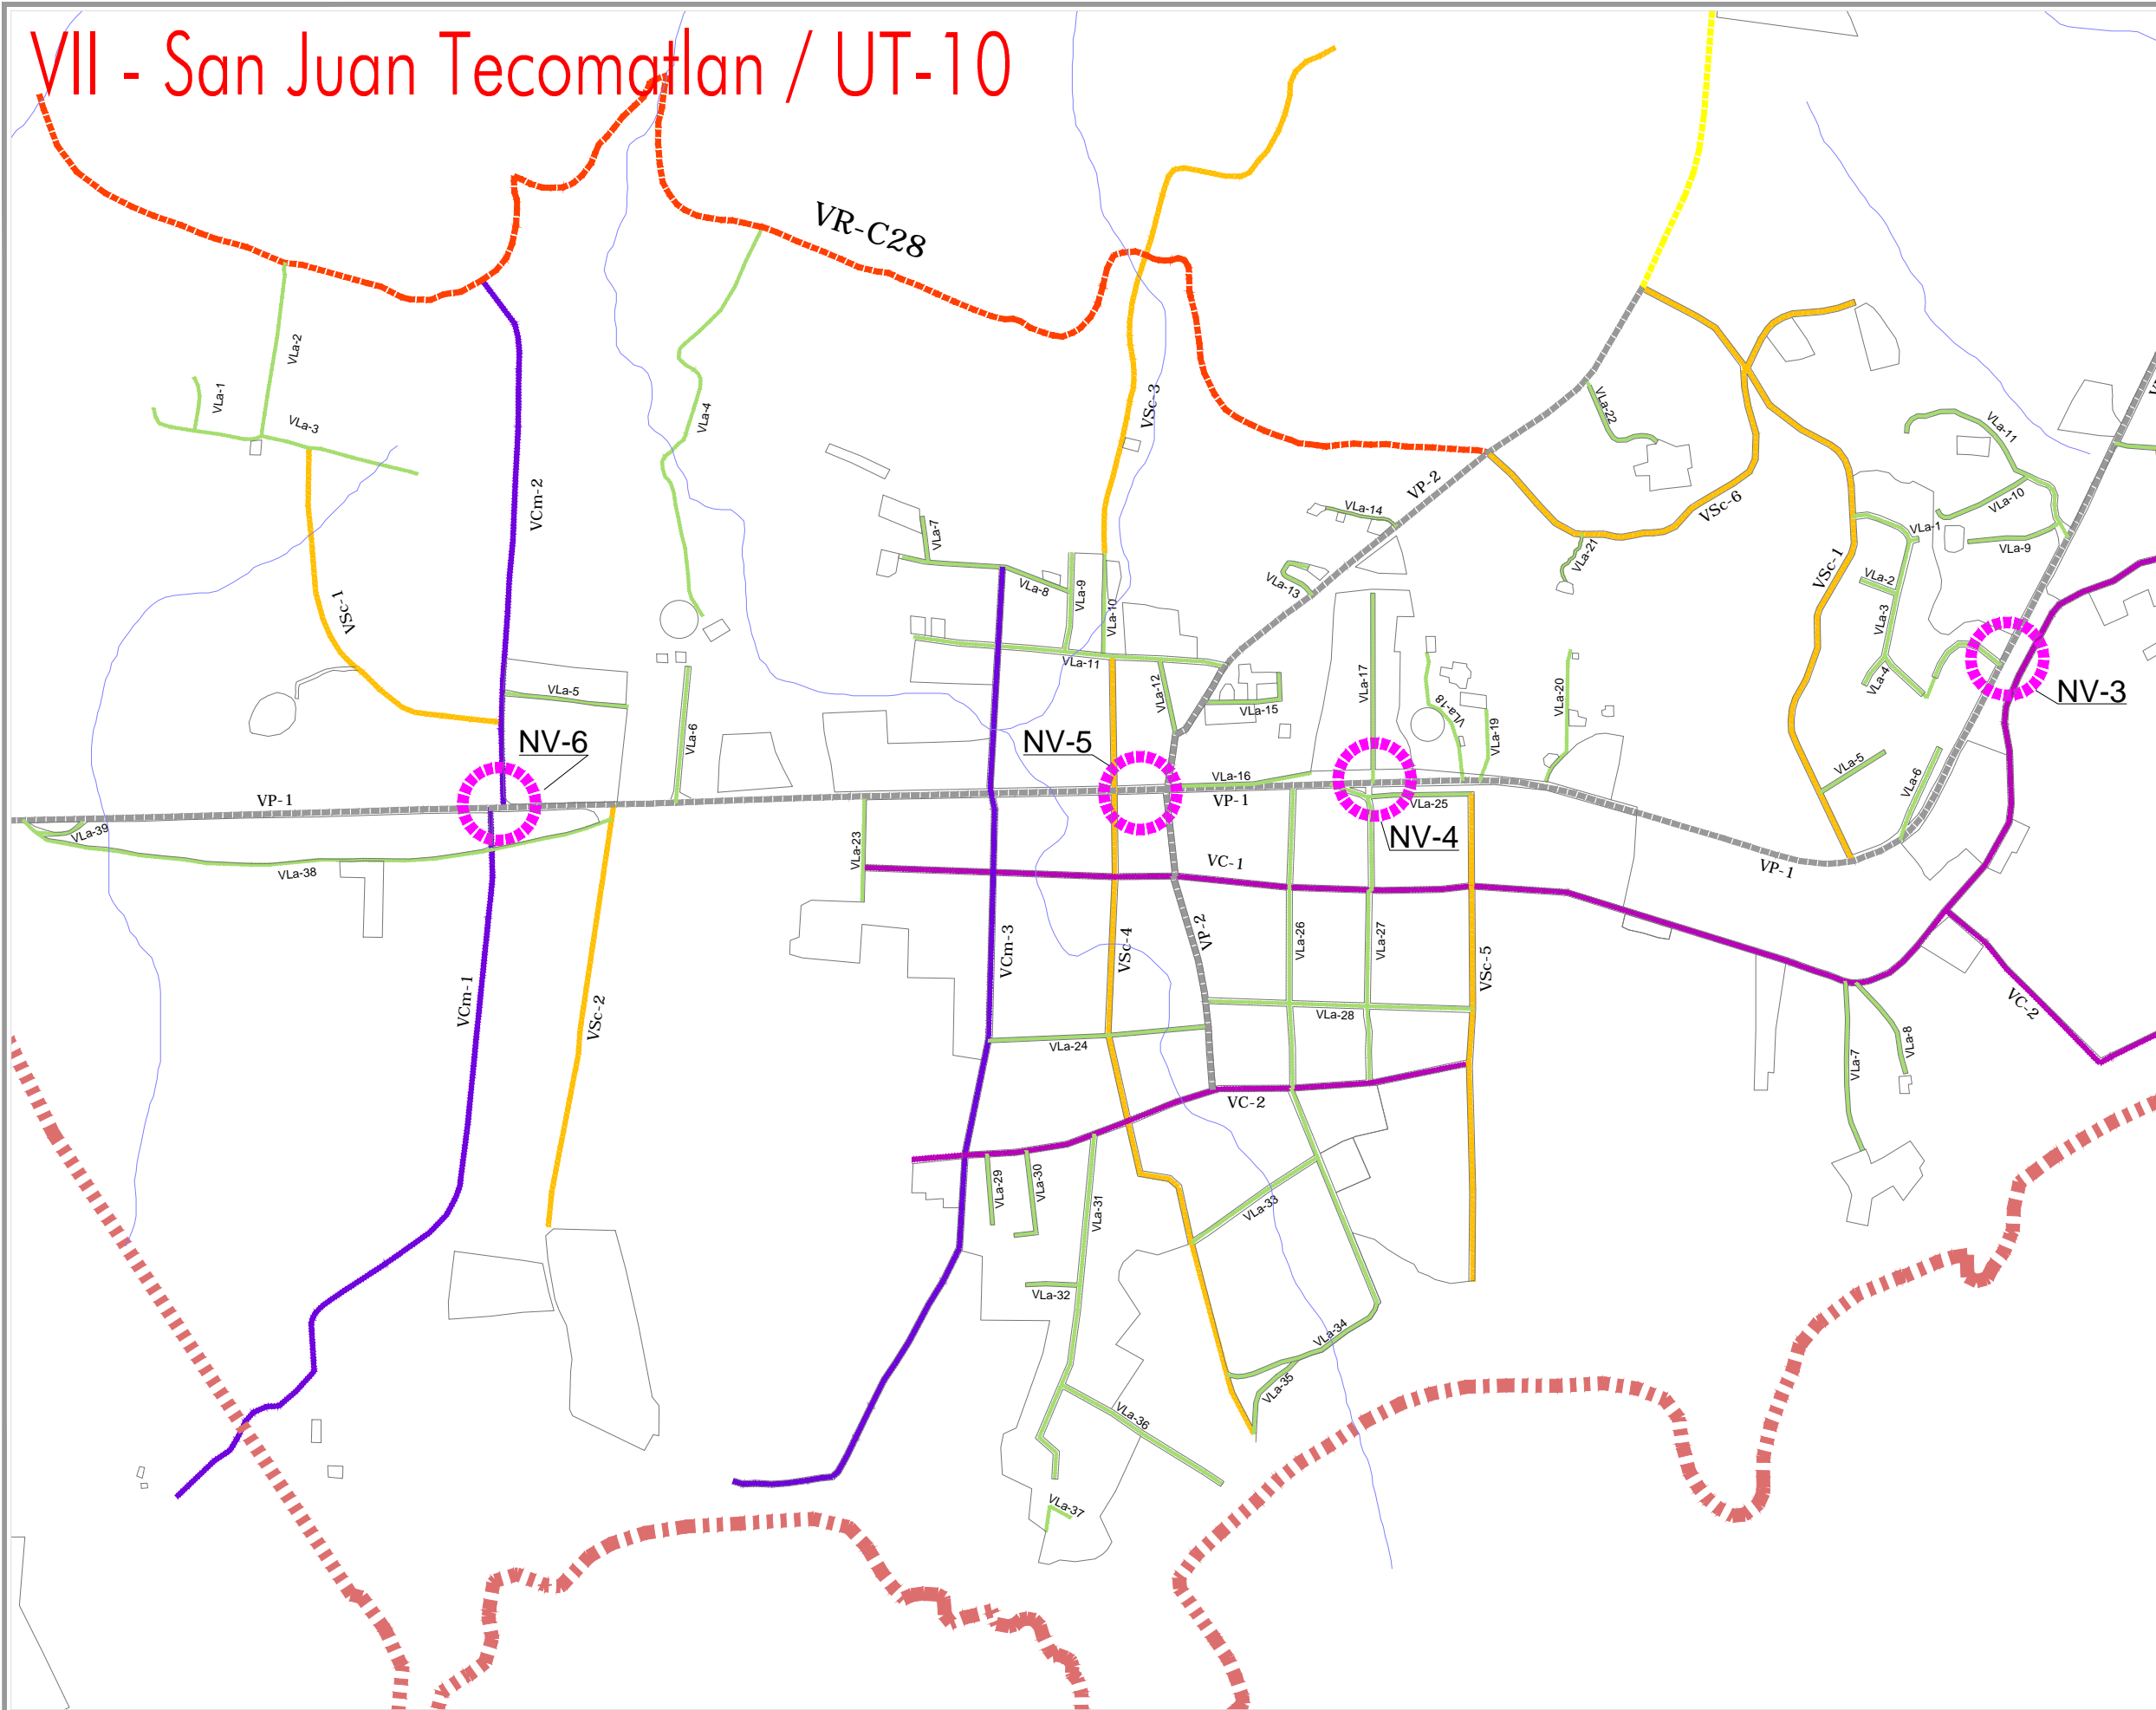 VII - San Juan Tecomatlan / UT-10
VR-C28
VLa-2
VLa-1
VLa-3
VLa-4
VSc-3
VCm-2
VSc-1
VLa-5
VLa-6
NV-6
VP-1
VLa-39
VLa-38
VCm-1
VSc-2
VLa-7
VLa-8
VLa-9
VLa-10
VLa-11
VLa-12
VLa-13
VLa-14
VP-2
VLa-15
NV-5
VLa-16
VP-1
VLa-17
VLa-18
VLa-19
VLa-20
VLa-21
VLa-22
VSc-6
VSc-1
VLa-11
VLa-10
VLa-9
VLa-1
VLa-2
VLa-3
VLa-4
NV-3
VLa-5
VLa-6
VLa-25
NV-4
VP-1
VLa-23
VC-1
VCm-3
VSc-4
VP-2
VLa-26
VLa-27
VSc-5
VLa-28
VLa-24
VC-2
VC-2
VLa-7
VLa-8
VLa-29
VLa-30
VLa-31
VLa-32
VLa-33
VLa-34
VLa-35
VLa-36
VLa-37